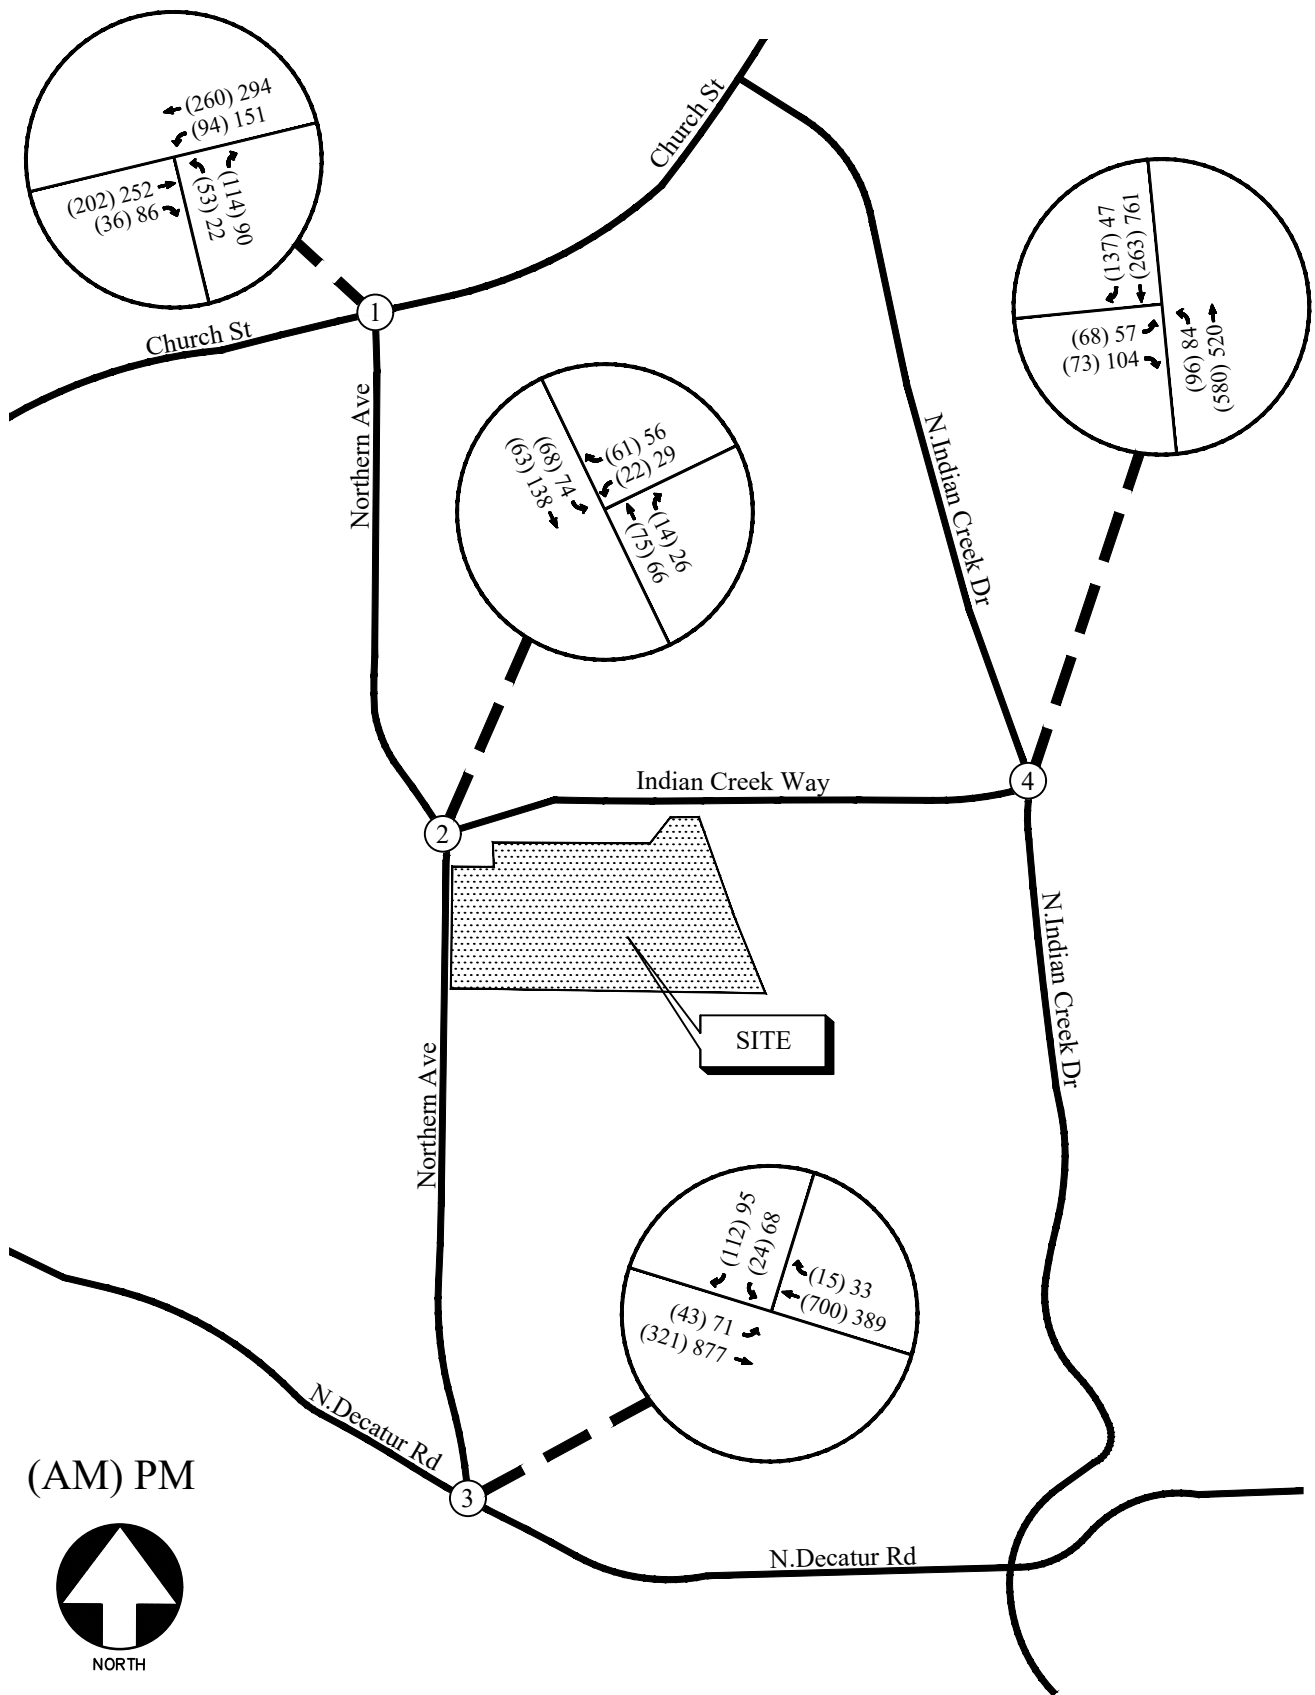 (260) 294
(94) 151
(202) 252
(36) 86
(53) 22
(114) 90
Church St
Church St
1
Northern Ave
(137) 47
(263) 761
(68) 57
(73) 104
(96) 84
(580) 520
N.Indian Creek Dr
(61) 56
(22) 29
(68) 74
(63) 138
(14) 26
(75) 66
Indian Creek Way
4
2
N.Indian Creek Dr
SITE
Northern Ave
(112) 95
(24) 68
(15) 33
(700) 389
(43) 71
(321) 877
N.Decatur Rd
(AM) PM
3
N.Decatur Rd
NORTH